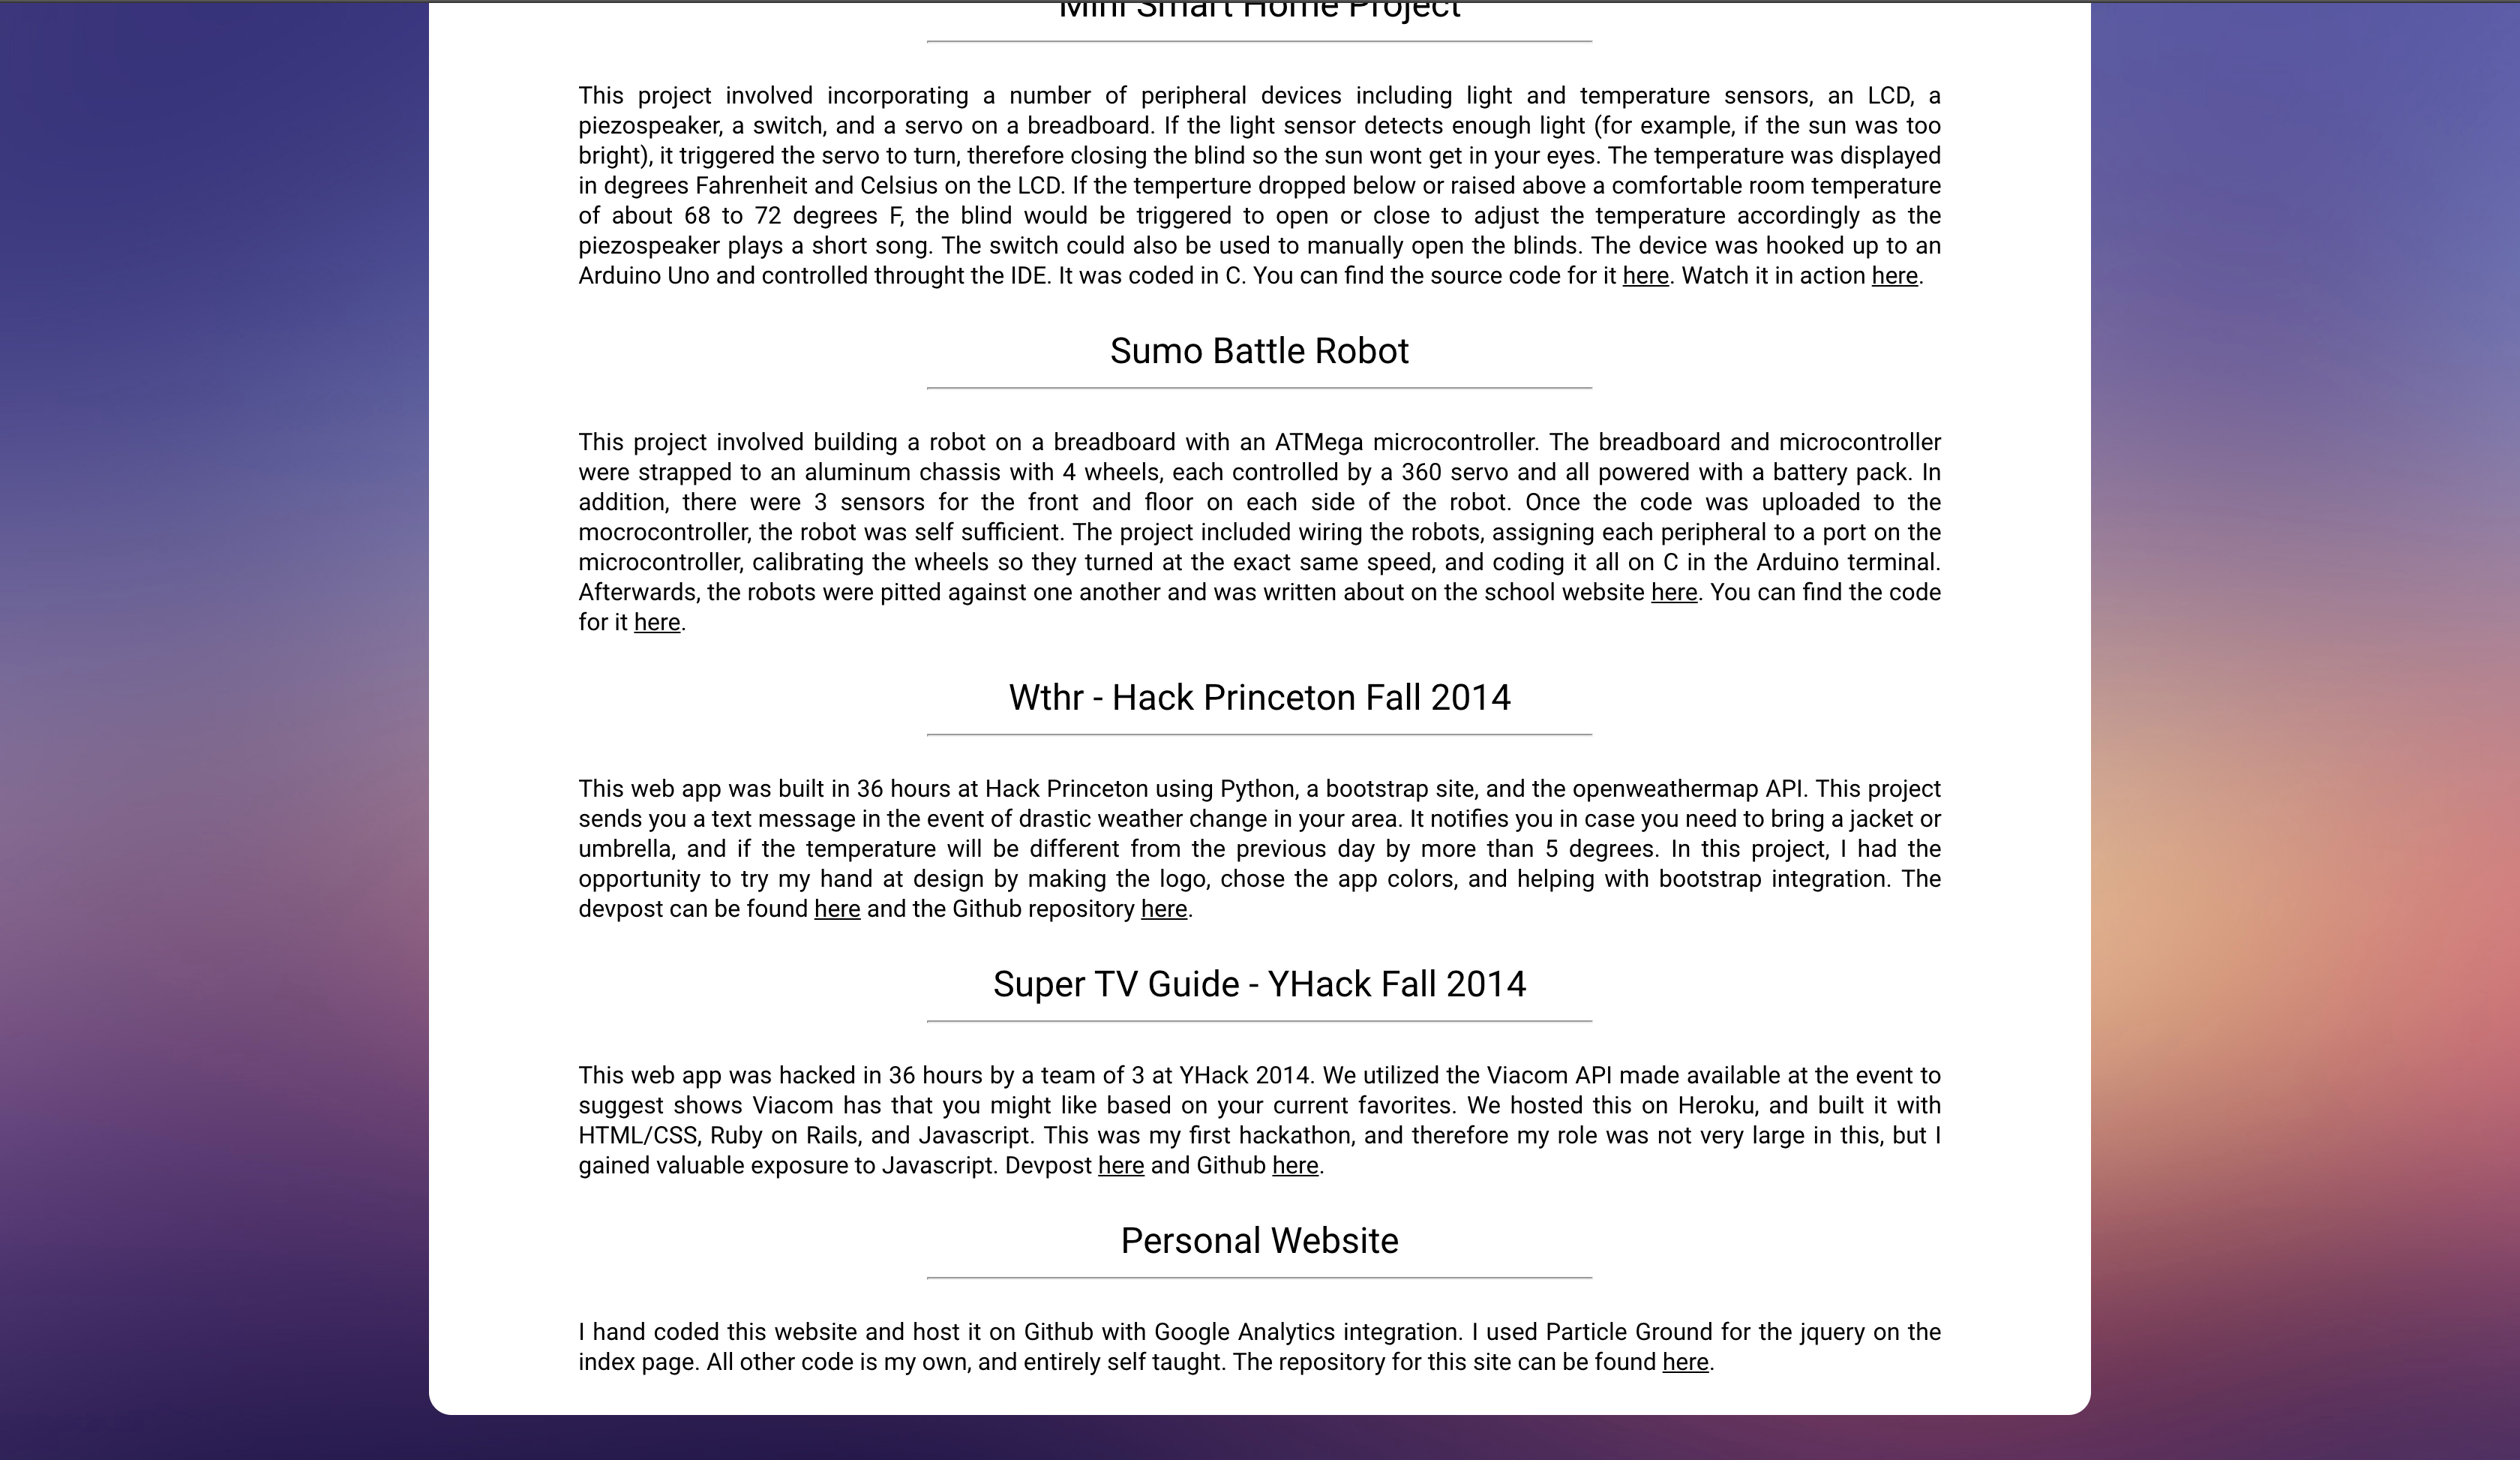 Mini Smart Home Project
This project involved incorporating a number of peripheral devices including light and temperature sensors, an LCD, a
piezospeaker, a switch, and a servo on a breadboard. If the light sensor detects enough light (for example, if the sun was too
bright), it triggered the servo to turn, therefore closing the blind so the sun wont get in your eyes. The temperature was displayed
in degrees Fahrenheit and Celsius on the LCD. If the temperture dropped below or raised above a comfortable room temperature
of about 68 to 72 degrees F, the blind would be triggered to open or close to adjust the temperature accordingly as the
piezospeaker plays a short song. The switch could also be used to manually open the blinds. The device was hooked up to an
Arduino Uno and controlled throught the IDE. It was coded in C. You can find the source code for it here. Watch it in action here.
Sumo Battle Robot
This project involved building a robot on a breadboard with an ATMega microcontroller. The breadboard and microcontroller
were strapped to an aluminum chassis with 4 wheels, each controlled by a 360 servo and all powered with a battery pack. In
addition, there were 3 sensors for the front and floor on each side of the robot. Once the code was uploaded to the
mocrocontroller, the robot was self sufficient. The project included wiring the robots, assigning each peripheral to a port on the
microcontroller, calibrating the wheels so they turned at the exact same speed, and coding it all on C in the Arduino terminal.
Afterwards, the robots were pitted against one another and was written about on the school website here. You can find the code
for it here.
Wthr - Hack Princeton Fall 2014
This web app was built in 36 hours at Hack Princeton using Python, a bootstrap site, and the openweathermap API. This project
sends you a text message in the event of drastic weather change in your area. It notifies you in case you need to bring a jacket or
umbrella, and if the temperature will be different from the previous day by more than 5 degrees. In this project, I had the
opportunity to try my hand at design by making the logo, chose the app colors, and helping with bootstrap integration. The
devpost can be found here and the Github repository here.
Super TV Guide - YHack Fall 2014
This web app was hacked in 36 hours by a team of 3 at YHack 2014. We utilized the Viacom API made available at the event to
suggest shows Viacom has that you might like based on your current favorites. We hosted this on Heroku, and built it with
HTML/CSS, Ruby on Rails, and Javascript. This was my first hackathon, and therefore my role was not very large in this, but I
gained valuable exposure to Javascript. Devpost here and Github here.
Personal Website
I hand coded this website and host it on Github with Google Analytics integration. I used Particle Ground for the jquery on the
index page. All other code is my own, and entirely self taught. The repository for this site can be found here.